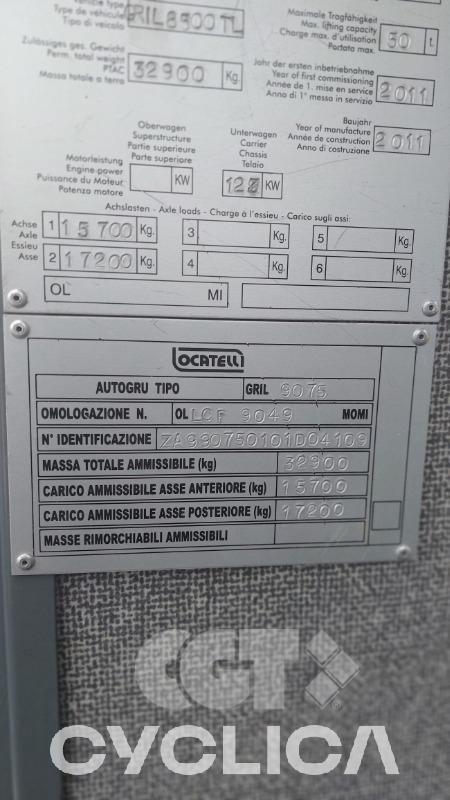 Type de véhicule GRIL8500TL
Tipo di veicolo
Zulässiges ges. Gewicht
Perm. total weight
PTAC
Massa totale a terra
32900 Kg.
Maximale Tragfähigkeit
Max. lifting capacity
Charge max. d'utilisation
Portata max.
50 t.
Jahr der ersten inbetriebnahme
Year of first commissioning
Année de 1. mise en service
Anno di 1° messa in servizio
2011
Baujahr
Year of manufacture
Année de construction
Anno di costruzione
2011
Motorleistung
Engine-power
Puissance du Moteur
Potenza motore
Oberwagen
Superstructure
Partie superieure
Parte superiore
KW
Unterwagen
Carrier
Chassis
Telaio
KW
Achslasten - Axle loads - Charge à l'essieu - Carico sugli assi:
Achse
Axle
Essieu
Asse
1 15700 Kg. 3 Kg. 5 Kg.
2 17200 Kg. 4 Kg. 6 Kg.
OL MI
LOCATELLI
AUTOGRU TIPO GRIL 9075
OMOLOGAZIONE N. OL LCF 9049 MOMI
N° IDENTIFICAZIONE ZA990750101D04109
MASSA TOTALE AMMISSIBILE (kg) 32900
CARICO AMMISSIBILE ASSE ANTERIORE (kg) 15700
CARICO AMMISSIBILE ASSE POSTERIORE (kg) 17200
MASSE RIMORCHIABILI AMMISSIBILI
CGT
CYCLICA